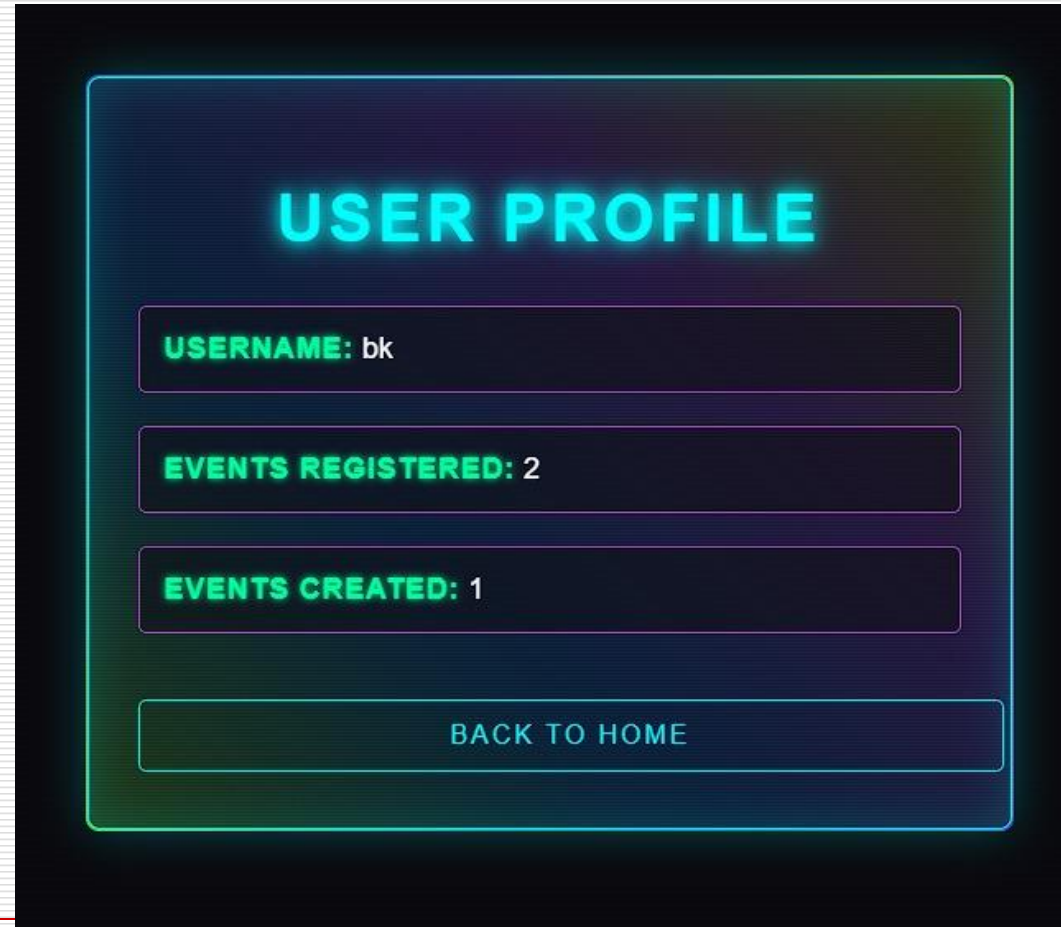 USER PROFILE
USERNAME: bk
EVENTS REGISTERED: 2
EVENTS CREATED: 1
BACK TO HOME